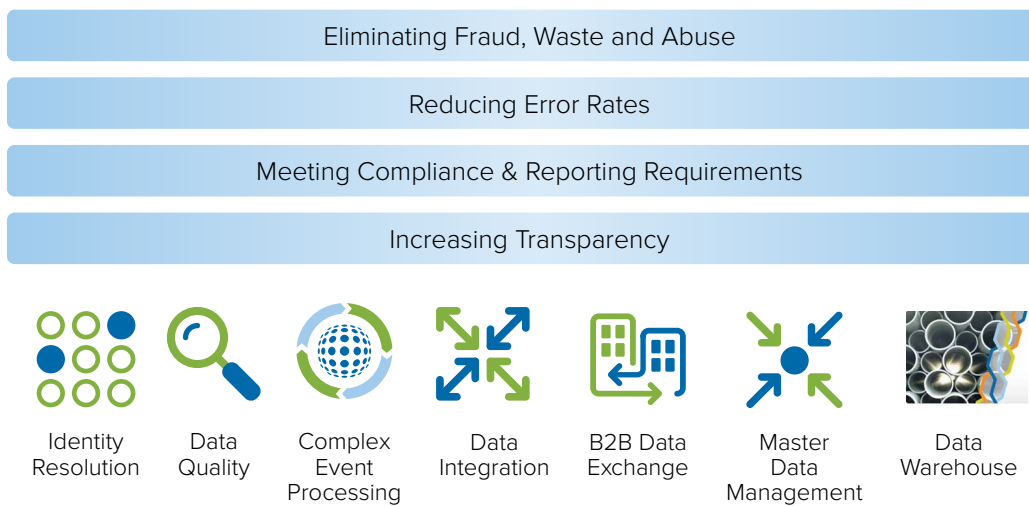 Eliminating Fraud, Waste and Abuse
Reducing Error Rates
Meeting Compliance & Reporting Requirements
Increasing Transparency
Identity
Resolution
Data
Quality
Complex
Event
Processing
Data
Integration
B2B Data
Exchange
Master
Data
Management
Data
Warehouse